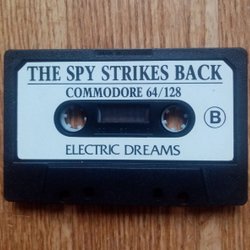 THE SPY STRIKES BACK
COMMODORE 64/128
B
ELECTRIC DREAMS